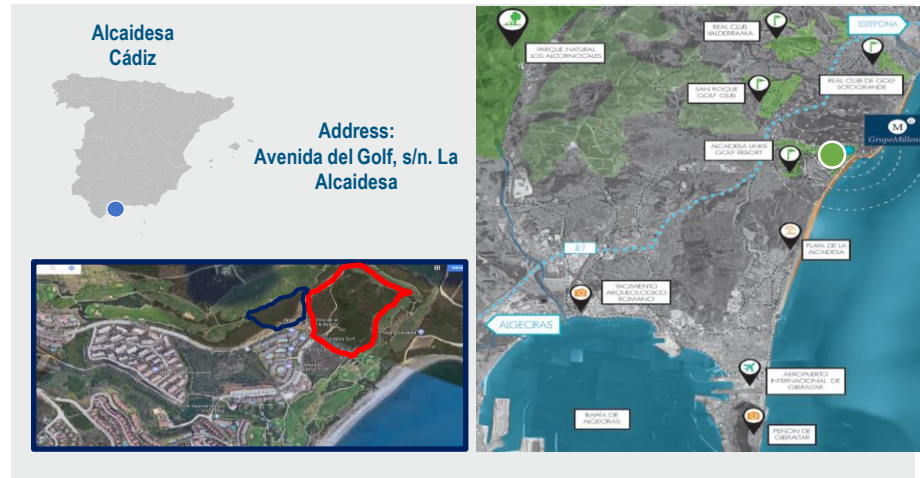 Alcaidesa
Cádiz
Address:
Avenida del Golf, s/n. La
Alcaidesa
PARQUE NATURAL
LOS ALCORNOCALES
REAL CLUB
VALDERRAMA
ESTEPONA
SAN ROQUE
GOLF CLUB
REAL CLUB DE GOLF
SOTOGRANDE
M
GrupoMillen
ALCAIDESA LINKS
GOLF RESORT
PLAYA DE LA
ALCAIDESA
A-7
YACIMIENTO
ARQUEOLÓGICO
ROMANO
ALGECIRAS
AEROPUERTO
INTERNACIONAL DE
GIBRALTAR
BAHÍA DE
ALGECIRAS
PEÑÓN DE
GIBRALTAR